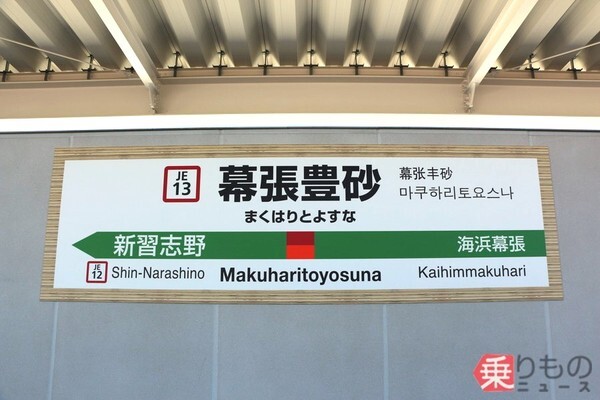 JE
13
幕張豊砂
まくはりとよすな
幕张丰砂
마쿠하리토요스나
新習志野
海浜幕張
JE
12
Shin-Narashino
Makuharitoyosuna
Kaihimmakuhari
乗りもの
ニュース